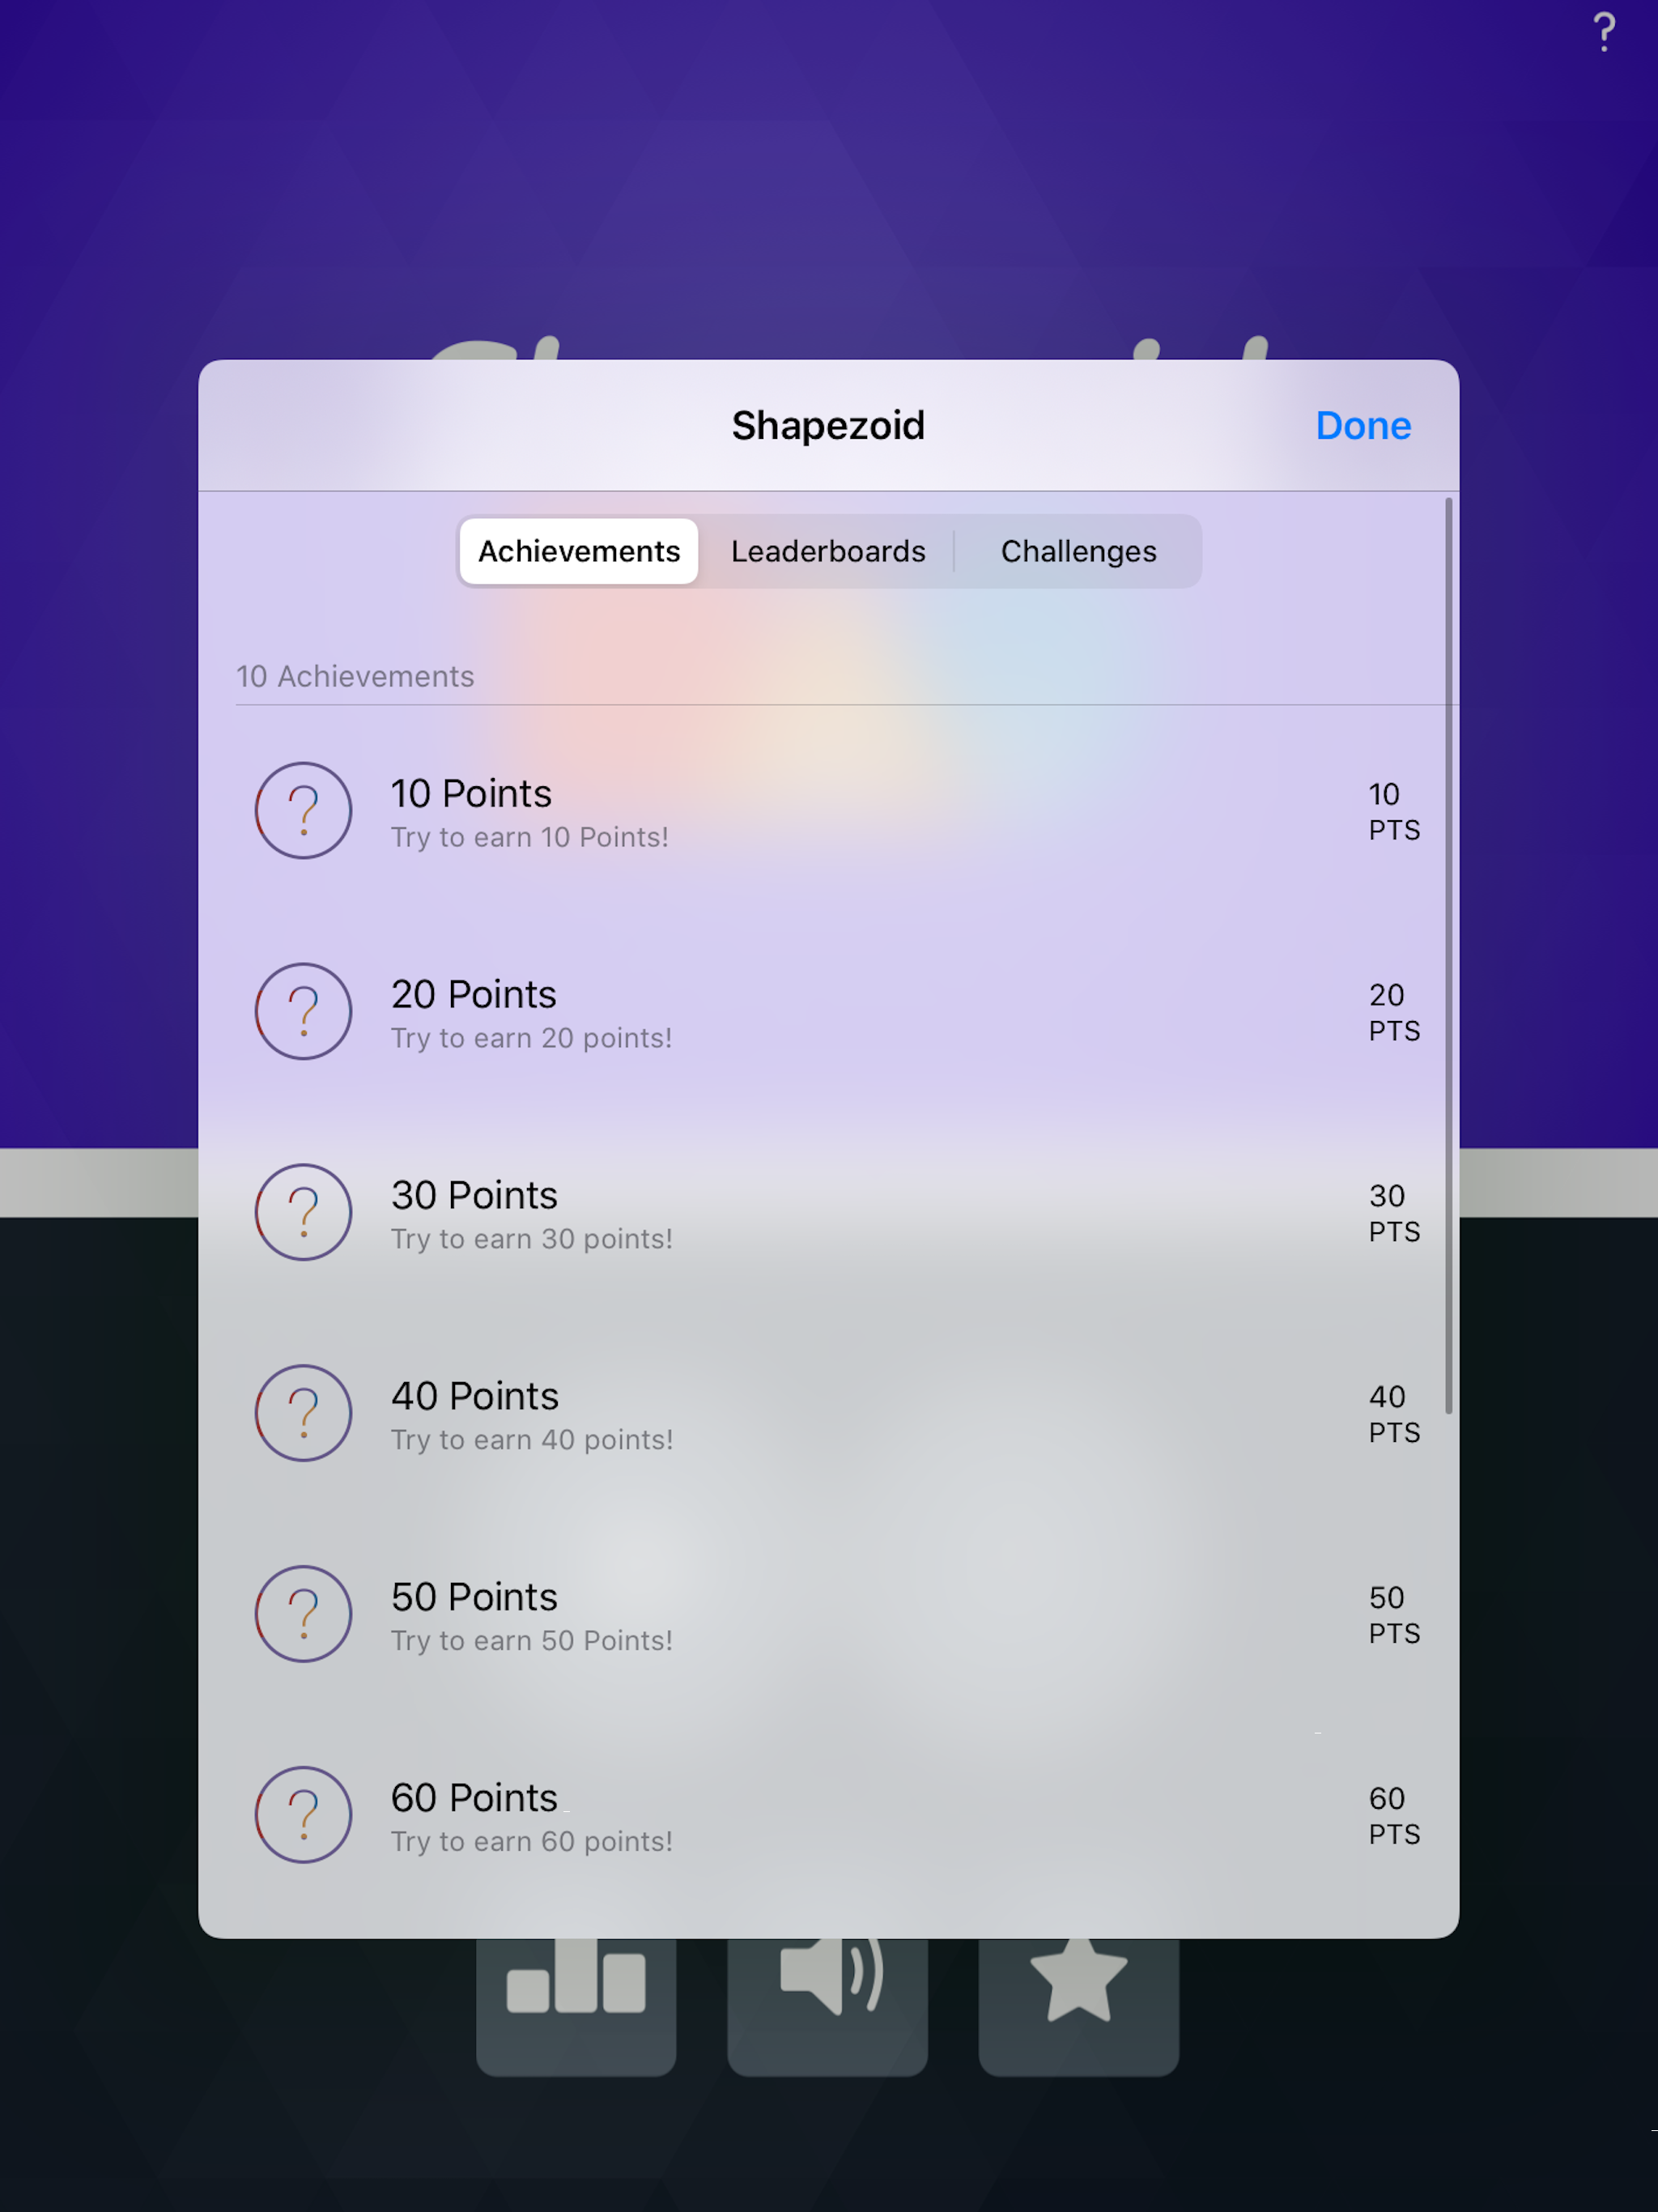 ?
Shapezoid
Done
Achievements
Leaderboards
Challenges
10 Achievements
10 Points
Try to earn 10 Points!
10
PTS
20 Points
Try to earn 20 points!
20
PTS
30 Points
Try to earn 30 points!
30
PTS
40 Points
Try to earn 40 points!
40
PTS
50 Points
Try to earn 50 Points!
50
PTS
60 Points
Try to earn 60 points!
60
PTS